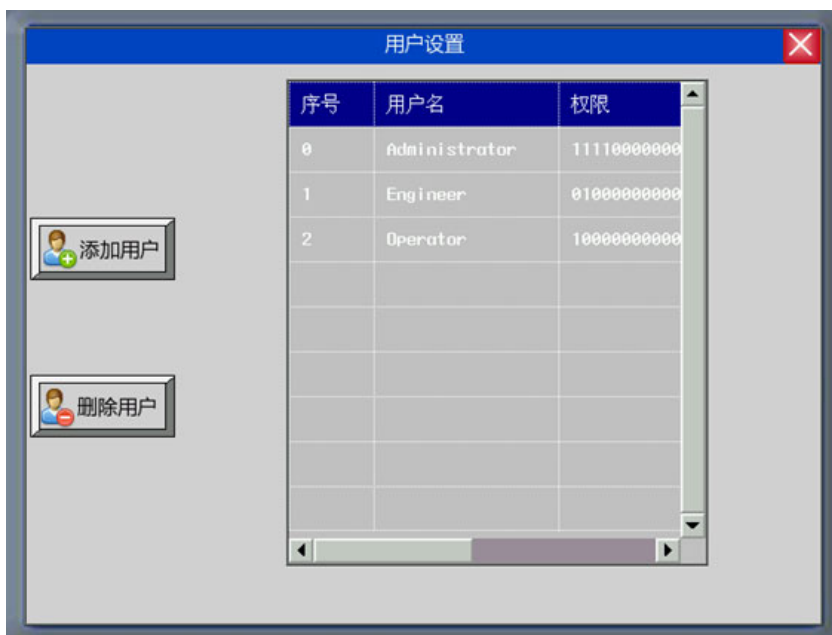 用户设置
序号 用户名 权限
0 Administrator 11110000000
1 Engineer 01000000000
2 Operator 10000000000
添加用户
删除用户